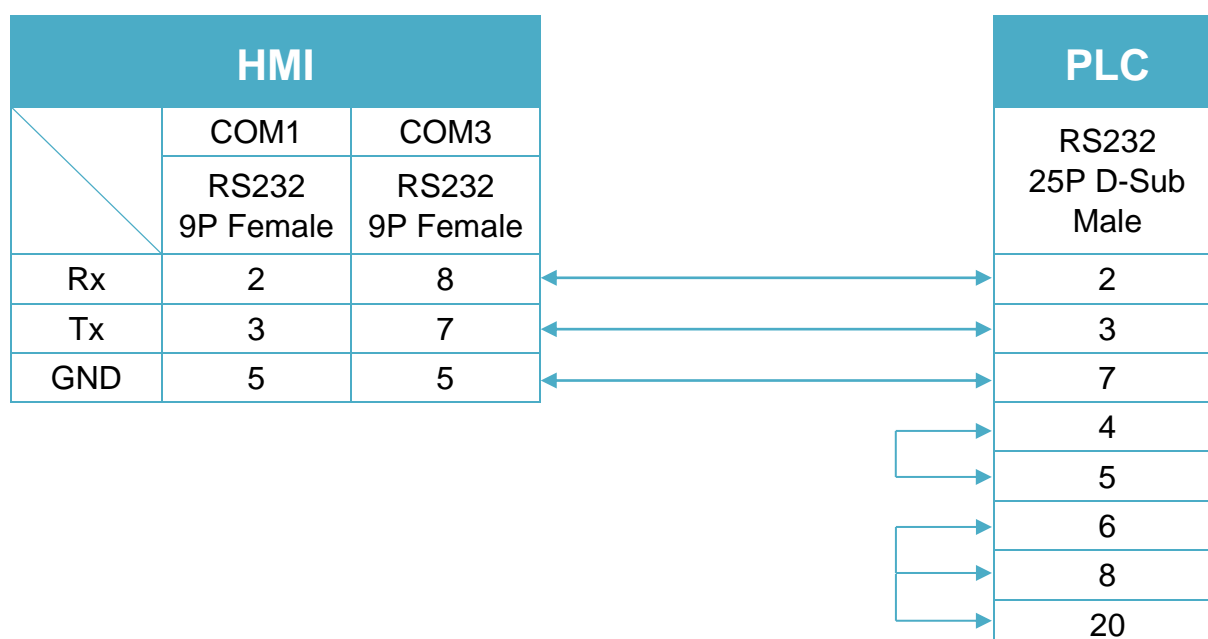 HMI PLC
COM1 COM3
RS232
9P Female
RS232
9P Female
RS232
25P D-Sub
Male
Rx 2 8 2
Tx 3 7 3
GND 5 5 7
4
5
6
8
20